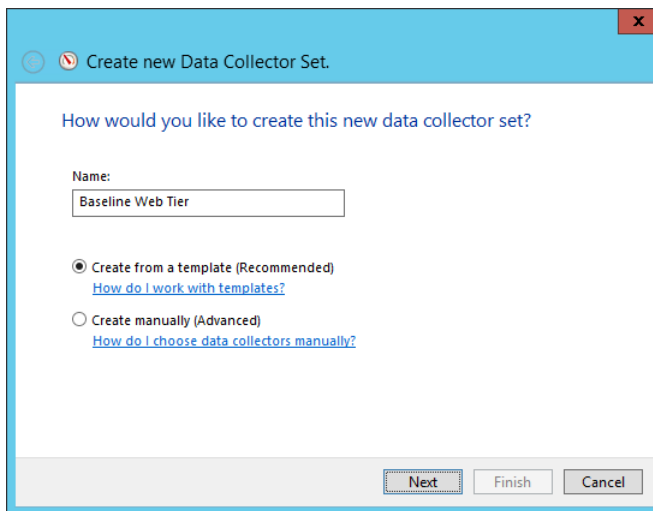 x
Create new Data Collector Set.
How would you like to create this new data collector set?
Name:
Baseline Web Tier
Create from a template (Recommended)
How do I work with templates?
Create manually (Advanced)
How do I choose data collectors manually?
Next Finish Cancel